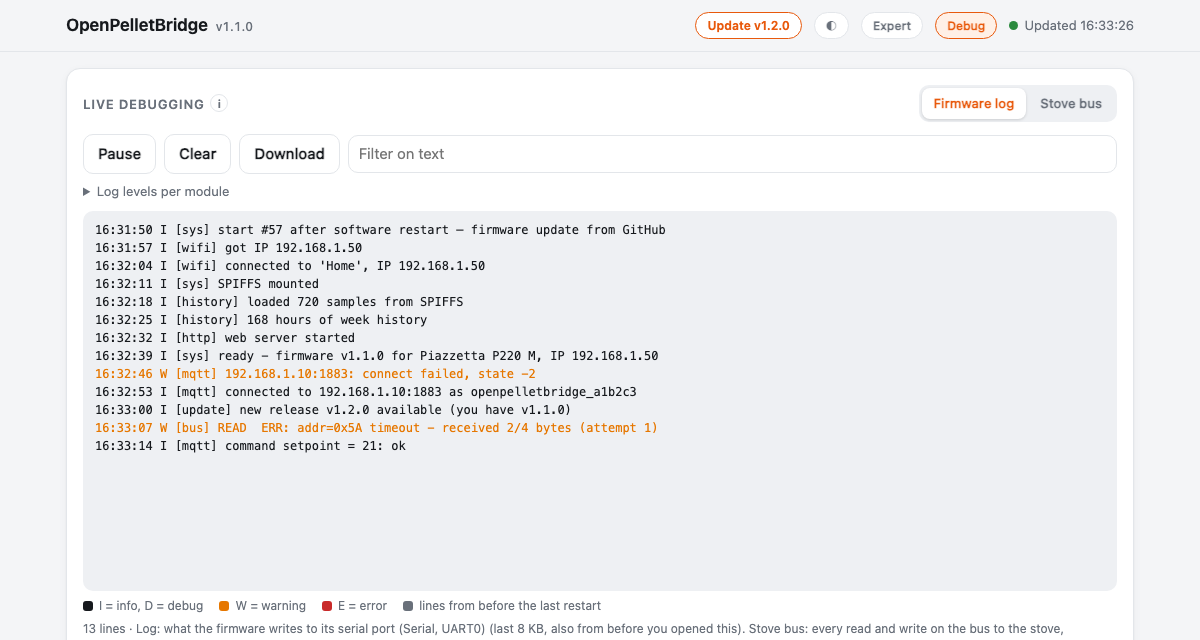 OpenPelletBridge v1.1.0 Update v1.2.0 Expert Debug Updated 16:33:26
LIVE DEBUGGING i Firmware log Stove bus
Pause Clear Download Filter on text
Log levels per module
16:31:50 I [sys] start #57 after software restart – firmware update from GitHub
16:31:57 I [wifi] got IP 192.168.1.50
16:32:04 I [wifi] connected to 'Home', IP 192.168.1.50
16:32:11 I [sys] SPIFFS mounted
16:32:18 I [history] loaded 720 samples from SPIFFS
16:32:25 I [history] 168 hours of week history
16:32:32 I [http] web server started
16:32:39 I [sys] ready – firmware v1.1.0 for Piazzetta P220 M, IP 192.168.1.50
16:32:46 W [mqtt] 192.168.1.10:1883: connect failed, state -2
16:32:53 I [mqtt] connected to 192.168.1.10:1883 as openpelletbridge_a1b2c3
16:33:00 I [update] new release v1.2.0 available (you have v1.1.0)
16:33:07 W [bus] READ  ERR: addr=0x5A timeout – received 2/4 bytes (attempt 1)
16:33:14 I [mqtt] command setpoint = 21: ok
I = info, D = debug W = warning E = error lines from before the last restart
13 lines · Log: what the firmware writes to its serial port (Serial, UART0) (last 8 KB, also from before you opened this). Stove bus: every read and write on the bus to the stove,